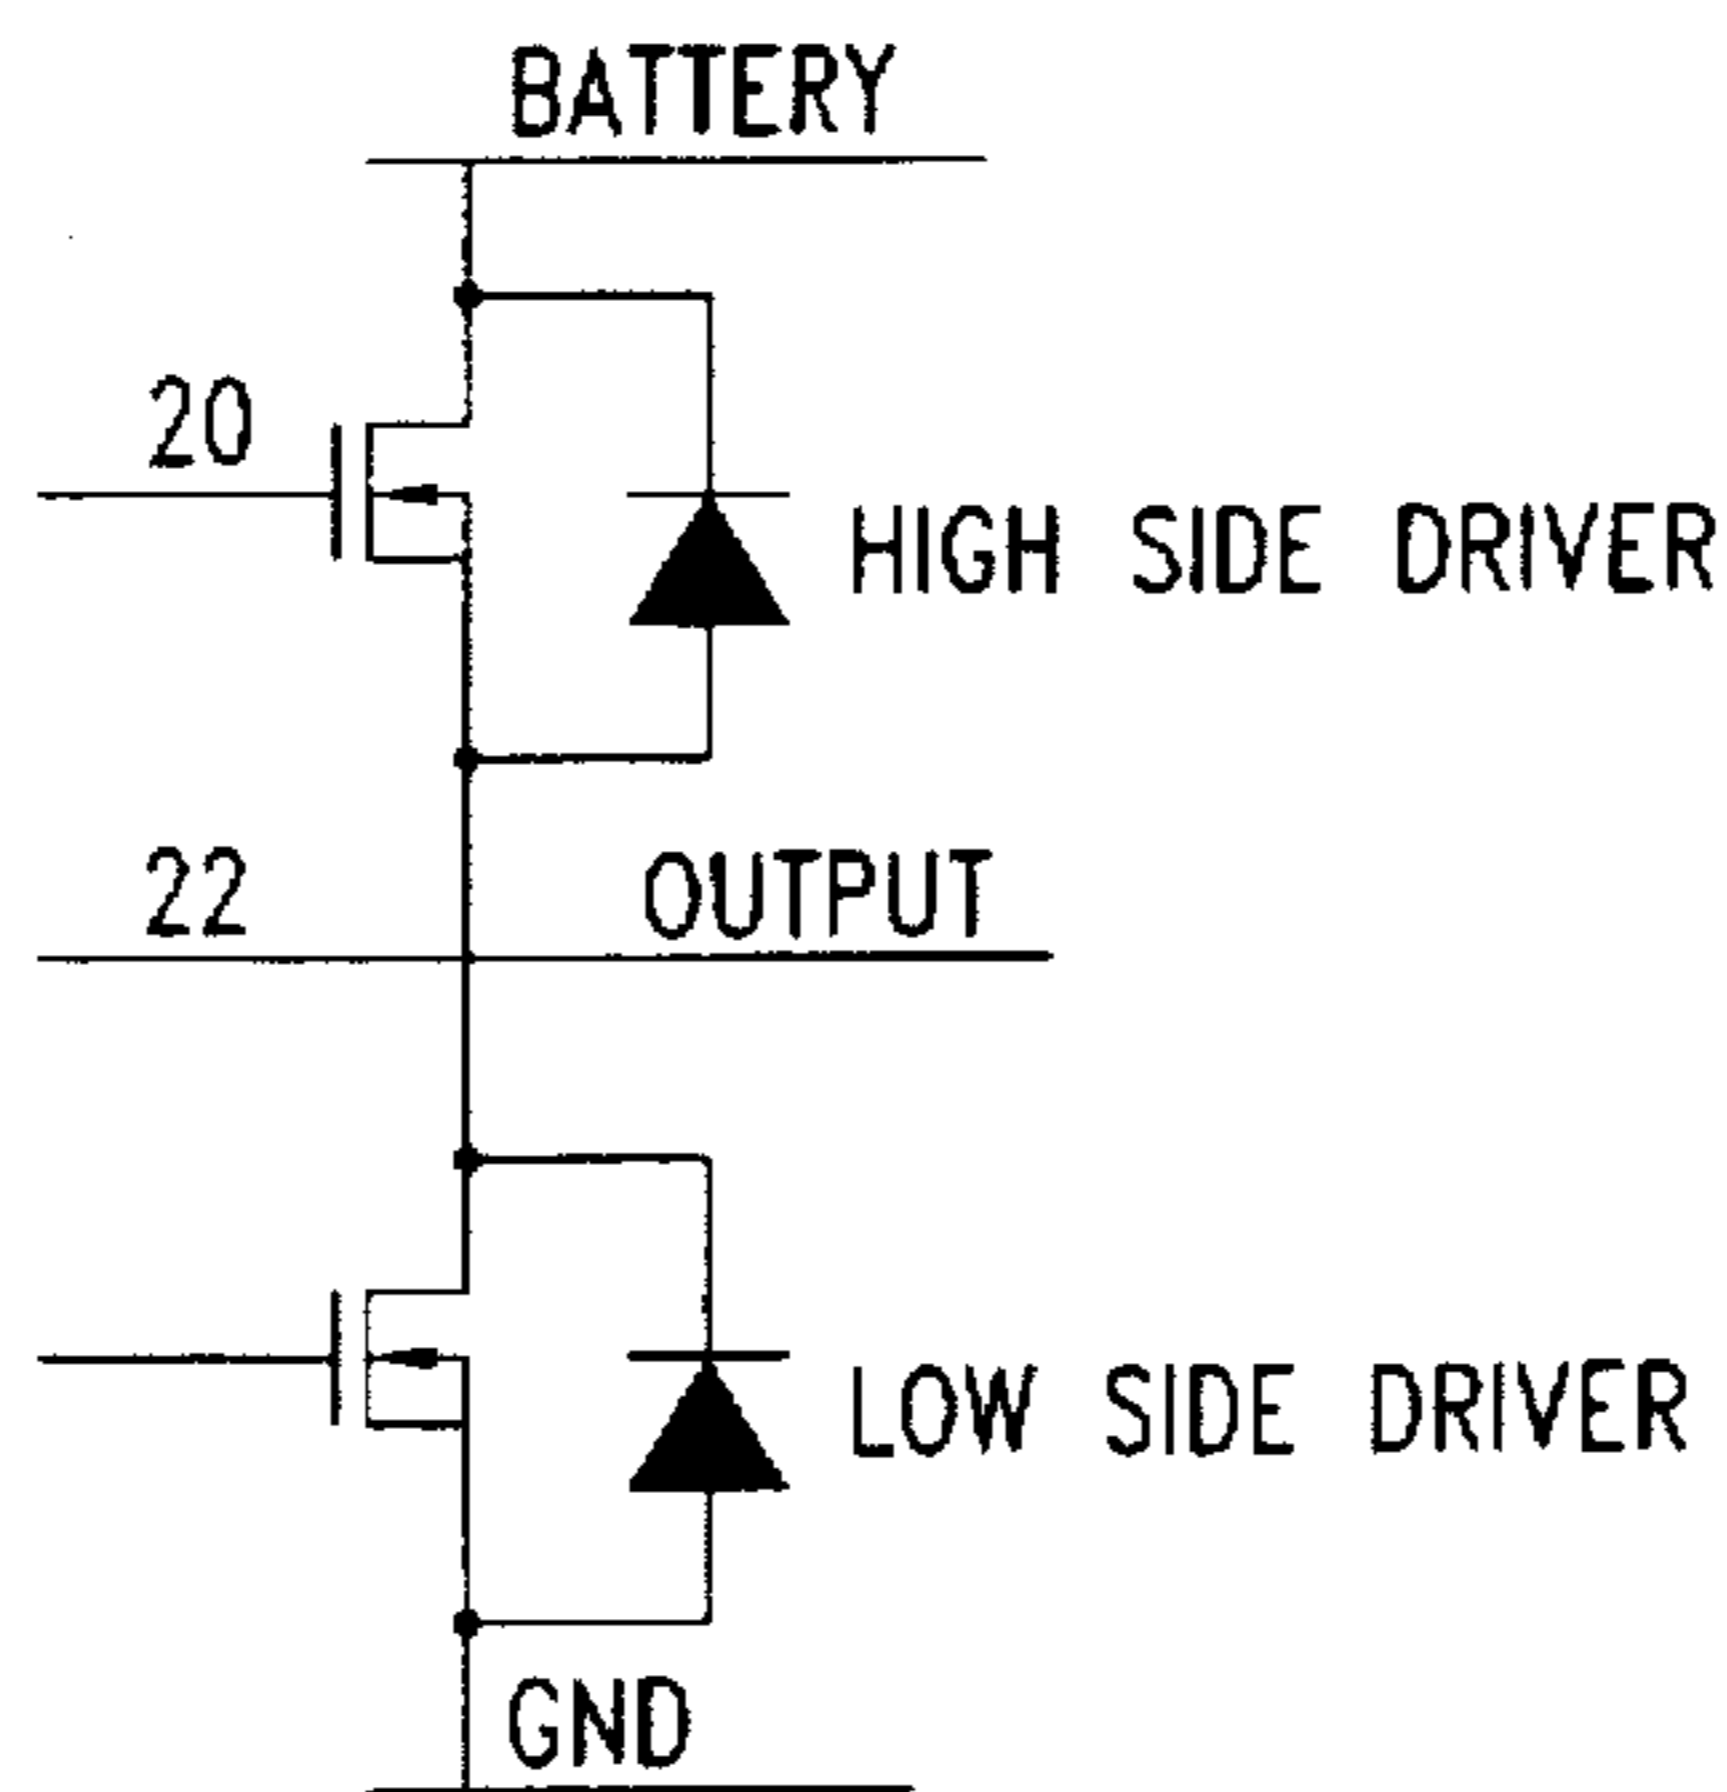 BATTERY
20
HIGH SIDE DRIVER
22
OUTPUT
LOW SIDE DRIVER
GND